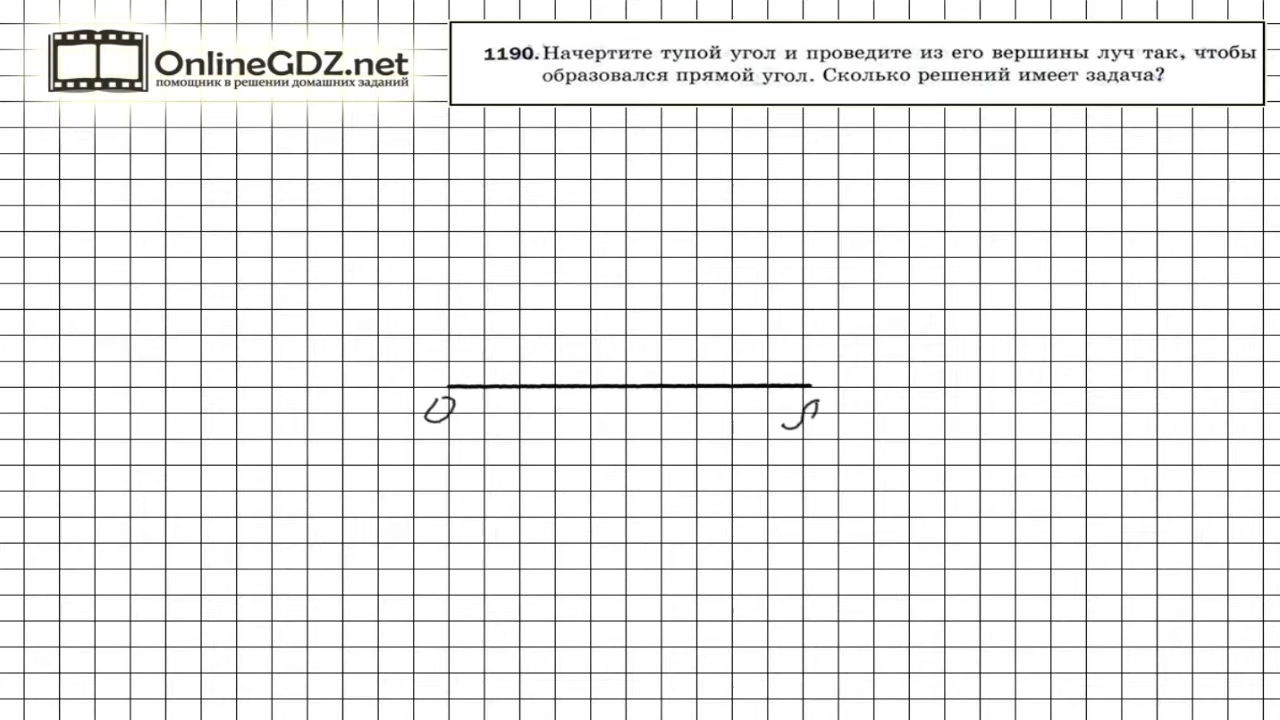 OnlineGDZ.net
помощник в решении домашних заданий
1190. Начертите тупой угол и проведите из его вершины луч так, чтобы
образовался прямой угол. Сколько решений имеет задача?
O